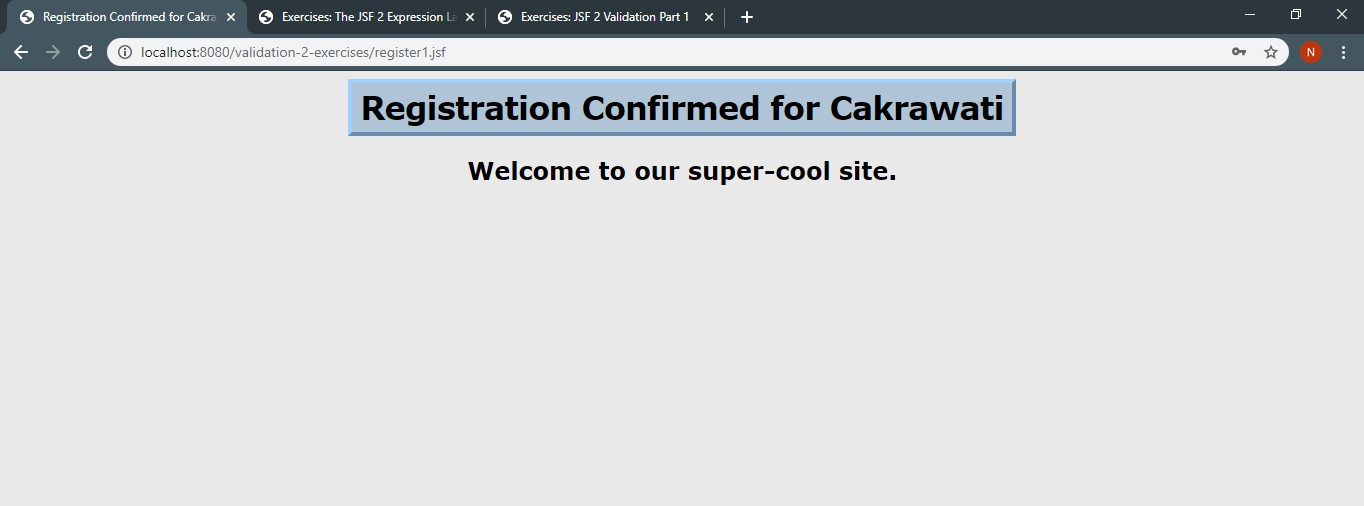 Registration Confirmed for Cakra
Exercises: The JSF 2 Expression La
Exercises: JSF 2 Validation Part 1
localhost:8080/validation-2-exercises/register1.jsf
N
Registration Confirmed for Cakrawati
Welcome to our super-cool site.